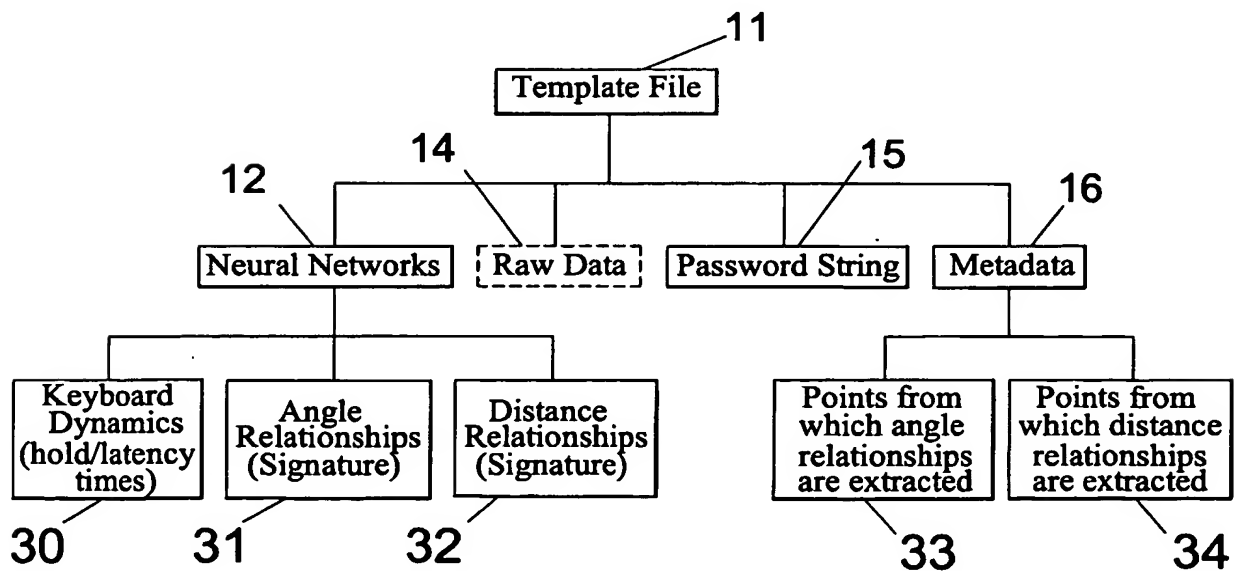 11
Template File
14
15
12
16
Neural Networks
Raw Data
Password String
Metadata
Keyboard
Dynamics
(hold/latency
times)
Angle
Relationships
(Signature)
Distance
Relationships
(Signature)
Points from
which angle
relationships
are extracted
Points from
which distance
relationships
are extracted
30
31
32
33
34